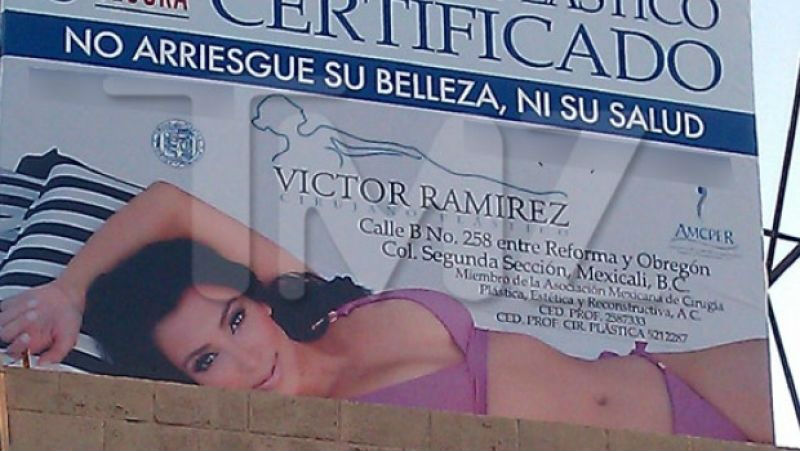 CERTIFICADO
NO ARRIESGUE SU BELLEZA, NI SU SALUD
VICTOR RAMIREZ
CIRUJANO PLASTICO
Calle B No. 258 entre Reforma y Obregón
Col. Segunda Sección, Mexicali, B.C.
Miembro de la Asociación Mexicana de Cirugía
Plástica, Estética y Reconstructiva, A.C.
CED. PROF. 2587333
CED. PROF. CIR. PLÁSTICA 5212287
AMCPER
TMZ